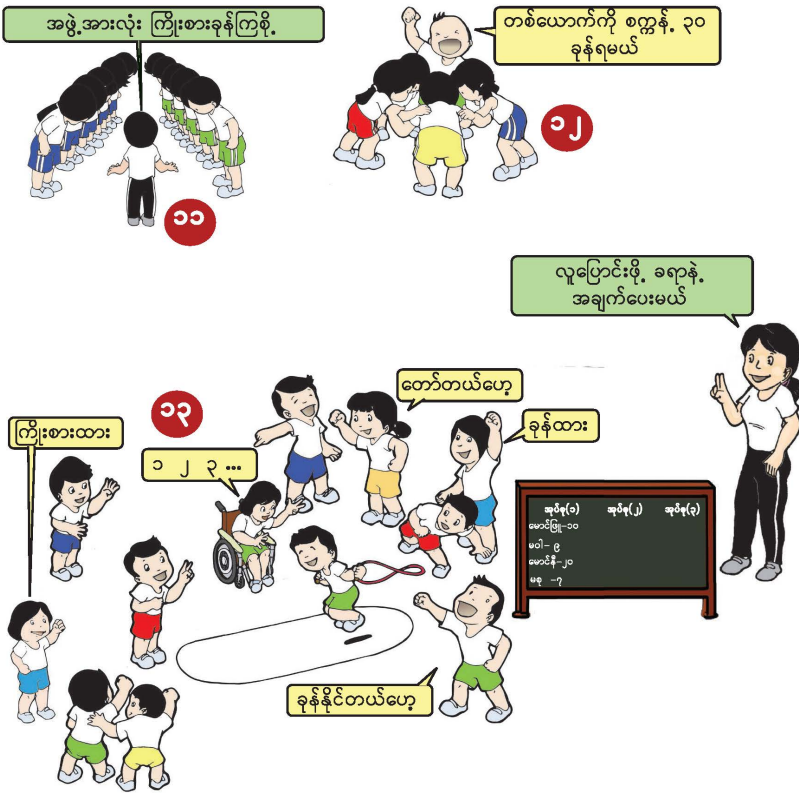 အဖွဲ့အားလုံး ကြိုးစားခုန်ကြစို့
တစ်ယောက်ကို စက္ကန့် ၃၀
ခုန်ရမယ်
၁၂
၁၁
လူပြောင်းဖို့ ခရာနဲ့
အချက်ပေးမယ်
တော်တယ်ဟေ့
၁၃
ကြိုးစားထား
ခုန်ထား
၁ ၂ ၃ ...
အုပ်စု(၁) အုပ်စု(၂) အုပ်စု(၃)
မောင်ဖြူ-၁၀
မဝါ- ၉
မောင်နီ-၂၀
မစု -၇
ခုန်နိုင်တယ်ဟေ့